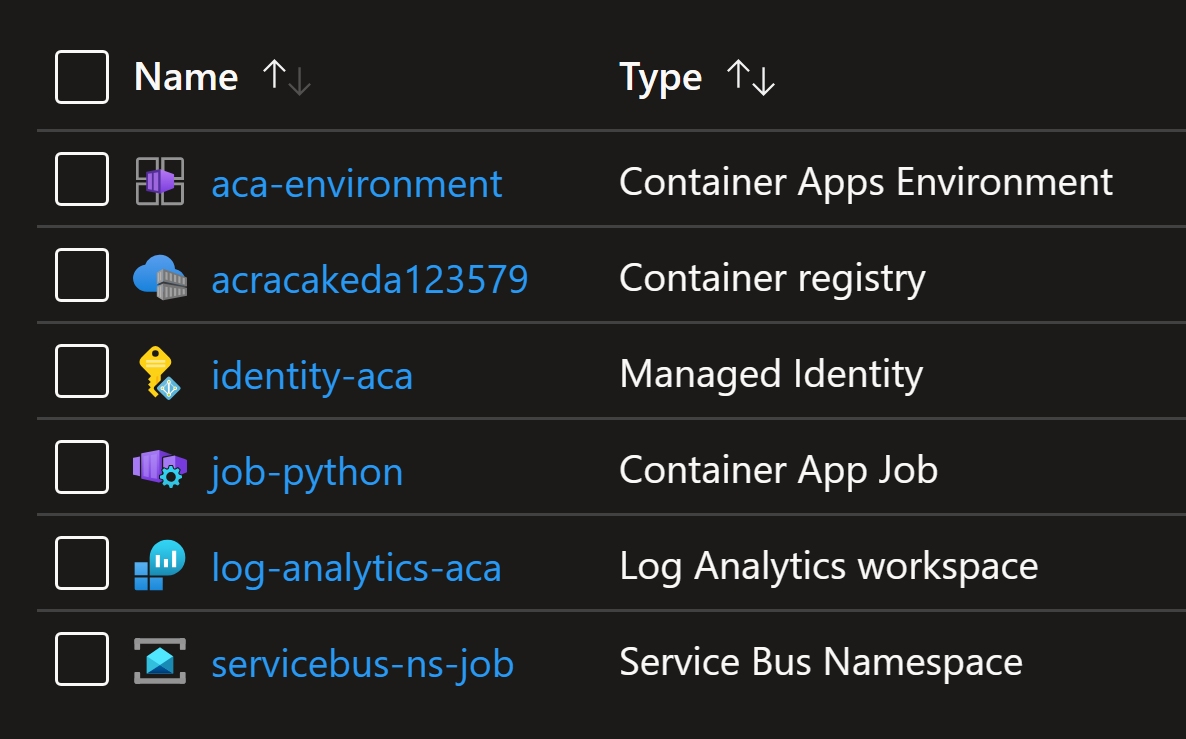 Name Type
aca-environment Container Apps Environment
acracakeda123579 Container registry
identity-aca Managed Identity
job-python Container App Job
log-analytics-aca Log Analytics workspace
servicebus-ns-job Service Bus Namespace